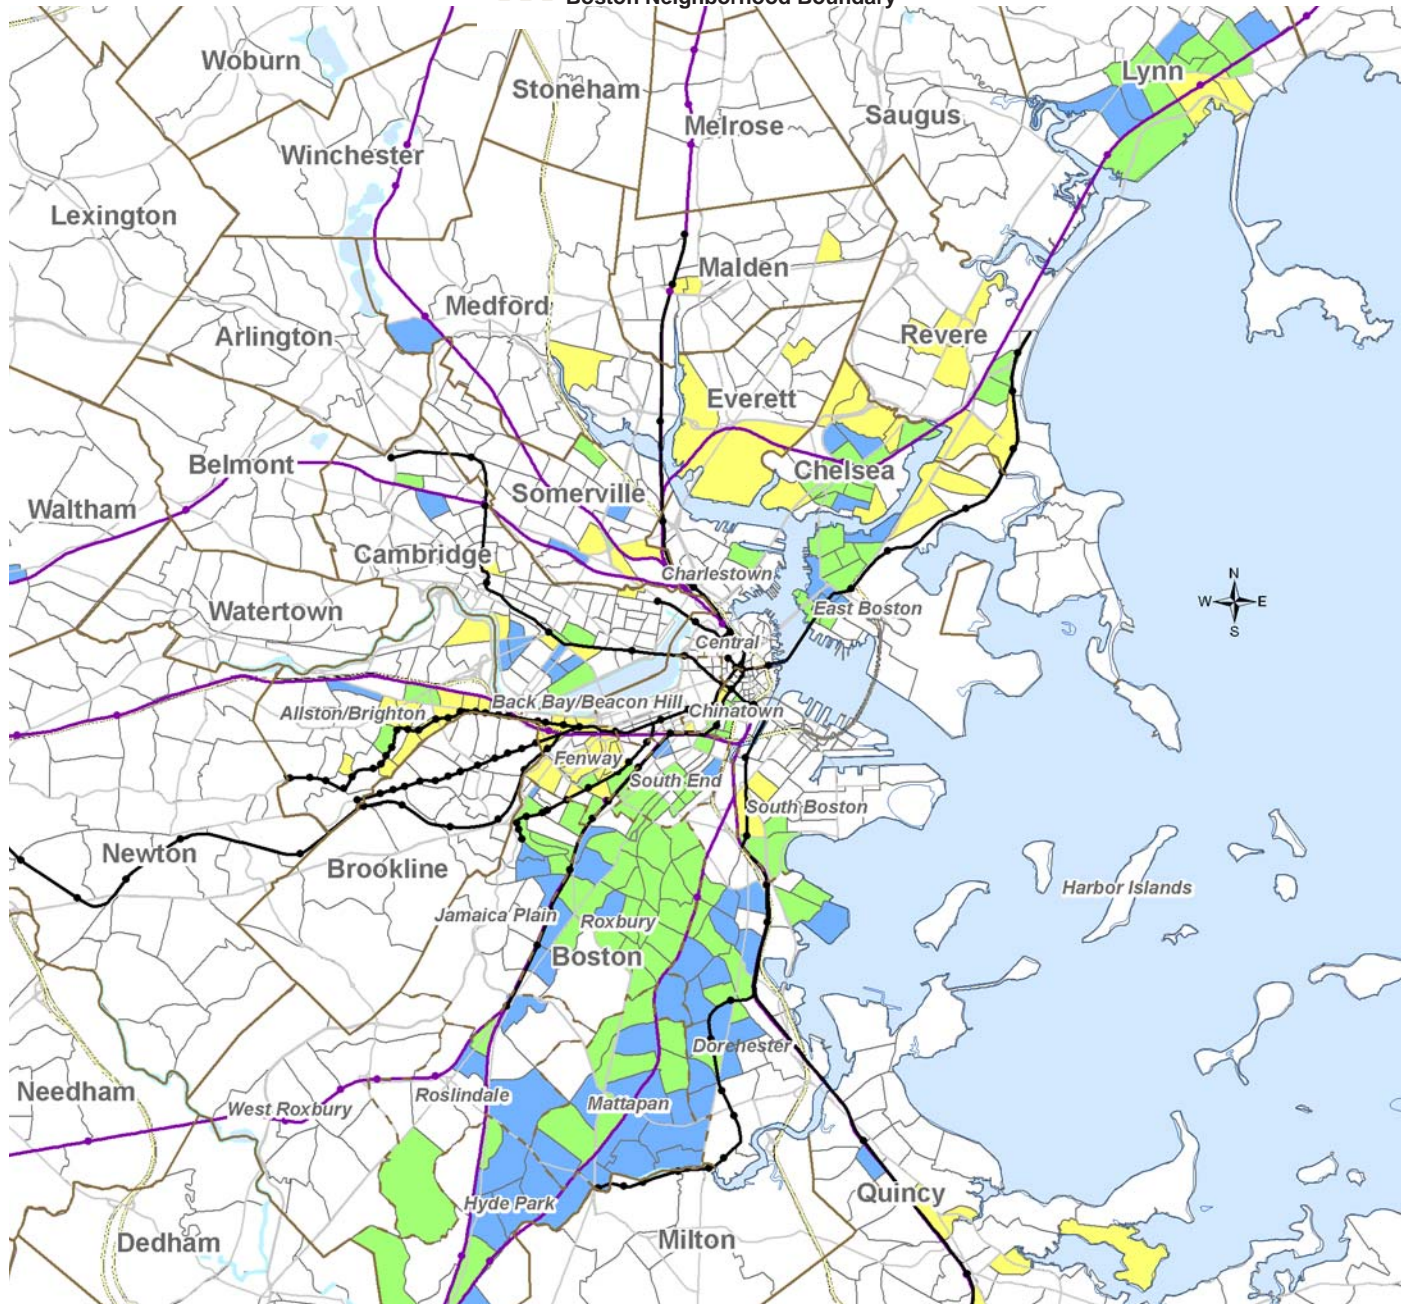 Boston Neighborhood Boundary
Woburn
Stoneham
Lynn
Saugus
Melrose
Winchester
Lexington
Malden
Medford
Arlington
Revere
Everett
Belmont
Chelsea
Somerville
Waltham
Cambridge
Charlestown
N
W E
S
Watertown
East Boston
Central
Back Bay/Beacon Hill
Allston/Brighton
Chinatown
Fenway
South End
South Boston
Newton
Brookline
Harbor Islands
Jamaica Plain
Roxbury
Boston
Dorchester
Needham
Roslindale
Mattapan
West Roxbury
Quincy
Hyde Park
Dedham
Milton